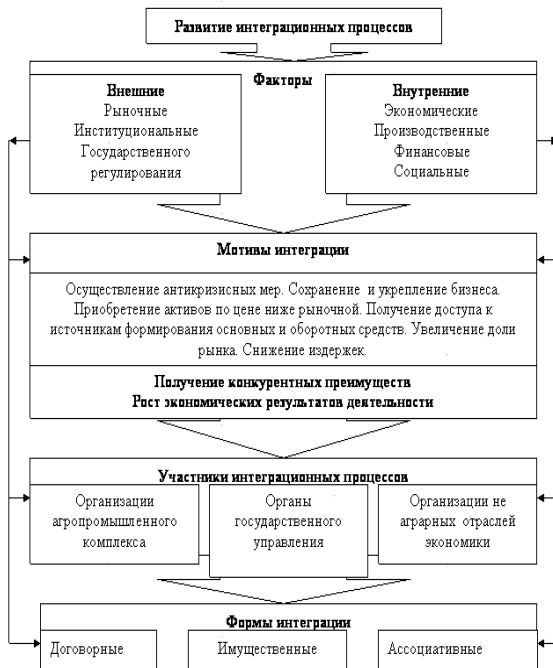 Развитие интеграционных процессов
Факторы
Внешние
Рыночные
Институциональные
Государственного
регулирования
Внутренние
Экономические
Производственные
Финансовые
Социальные
Мотивы интеграции
Осуществление антикризисных мер. Сохранение и укрепление бизнеса.
Приобретение активов по цене ниже рыночной. Получение доступа к
источникам формирования основных и оборотных средств. Увеличение доли
рынка. Снижение издержек.
Получение конкурентных преимуществ
Рост экономических результатов деятельности
Участники интеграционных процессов
Организации
агропромышленного
комплекса
Органы
государственного
управления
Организации не
аграрных отраслей
экономики
Формы интеграции
Договорные
Имущественные
Ассоциативные